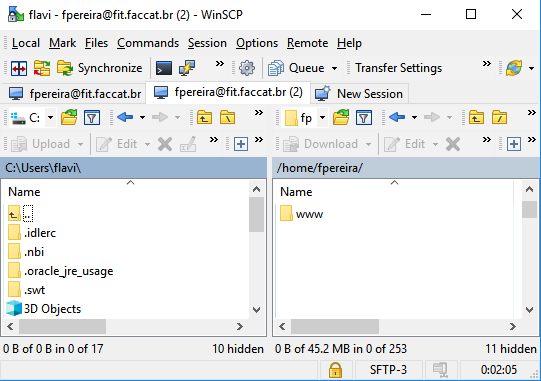 flavi - fpereira@fit.faccat.br (2) - WinSCP
Local Mark Files Commands Session Options Remote Help
Synchronize Queue Transfer Settings
fpereira@fit.faccat.br fpereira@fit.faccat.br (2) New Session
C: fp
Upload Edit Download Edit
C:\Users\flavi\ /home/fpereira/
Name Name
.. www
.idlerc
.nbi
.oracle_jre_usage
.swt
3D Objects
0 B of 0 B in 0 of 17 10 hidden 0 B of 45.2 MB in 0 of 253 11 hidden
SFTP-3 0:02:05